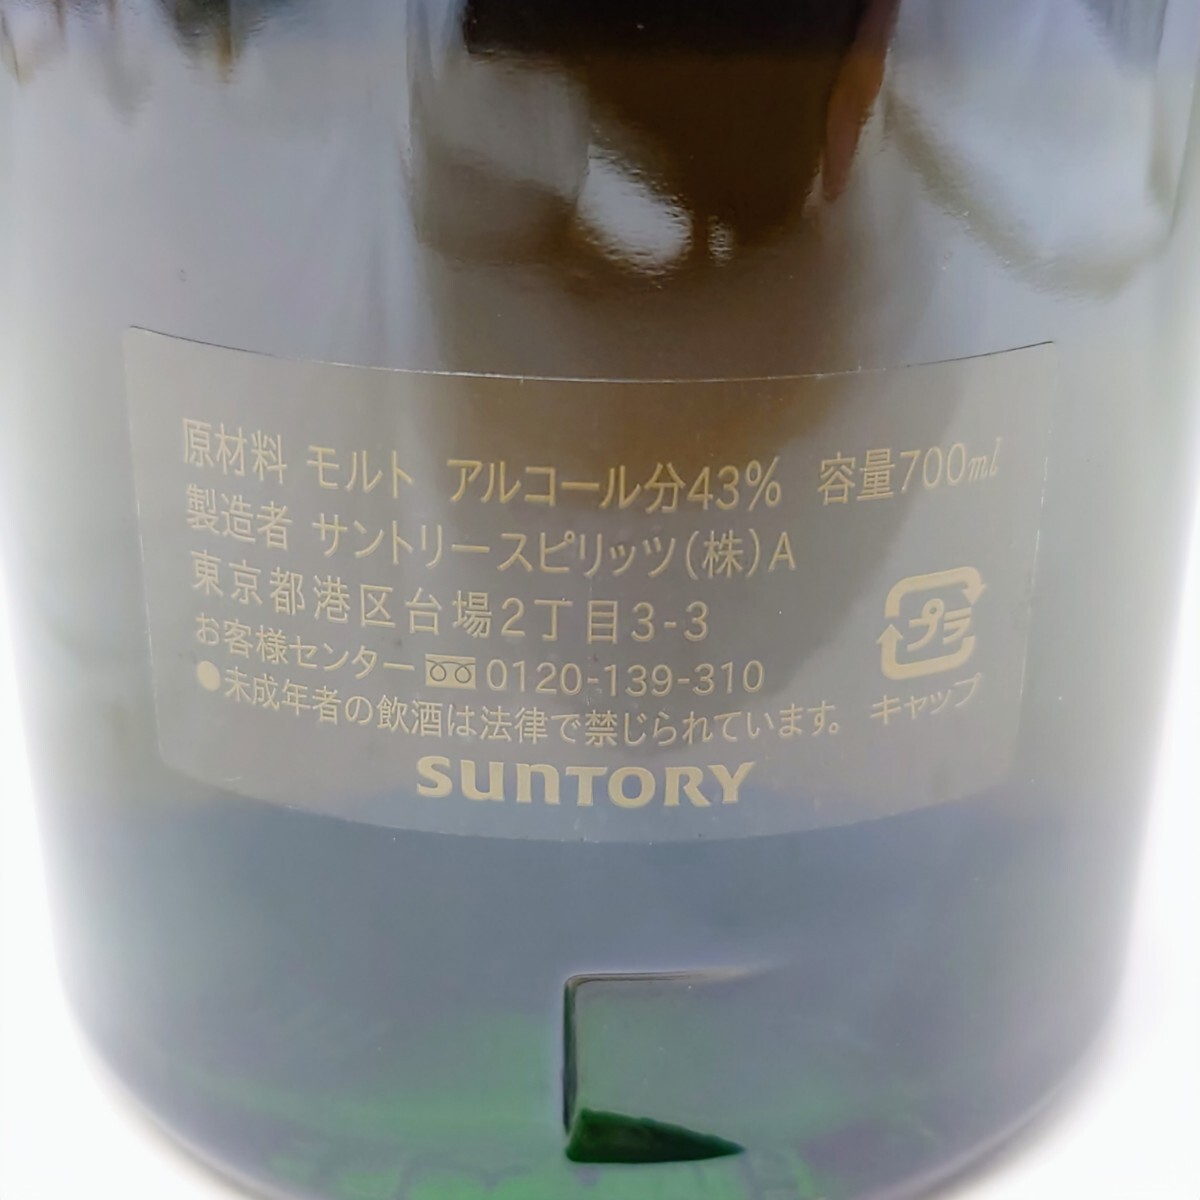 原材料 モルト アルコール分43% 容量700ml
製造者 サントリースピリッツ(株)A
東京都港区台場2丁目3-3
お客様センター 0120-139-310
●未成年者の飲酒は法律で禁じられています。
プラ
キャップ
SUNTORY